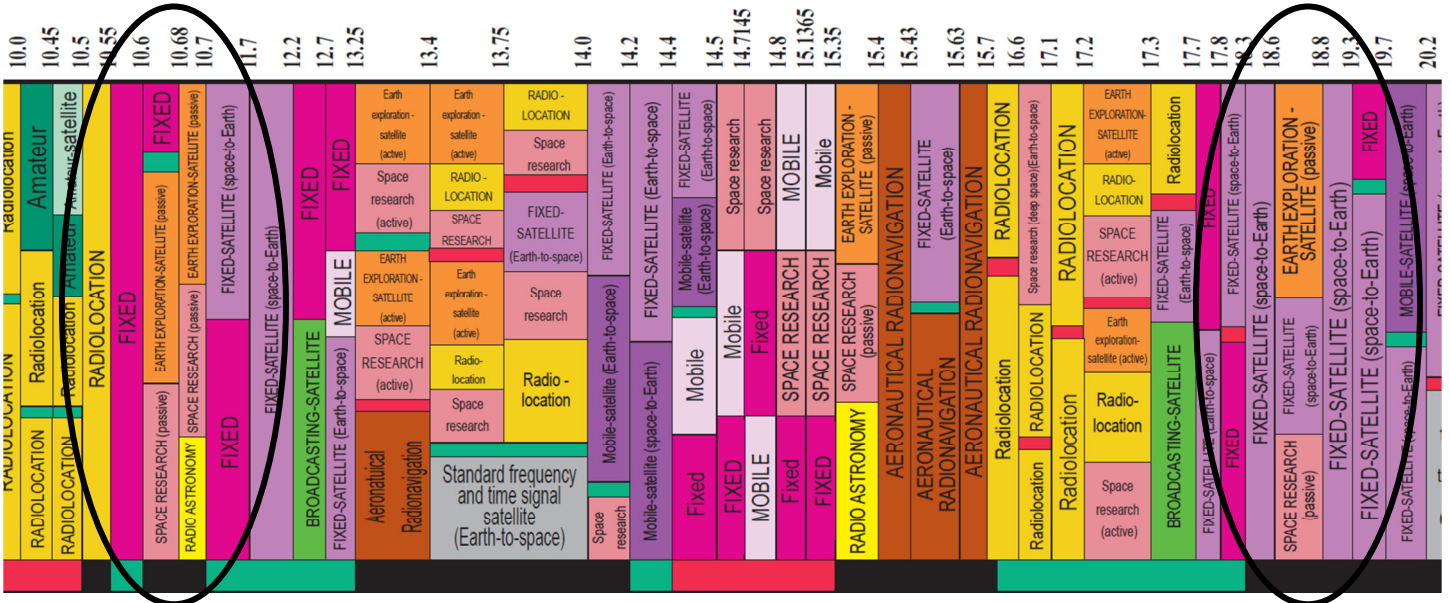 10.0
10.45
10.5
10.55
10.6
10.68
10.7
11.7
12.2
12.7
13.25
13.4
13.75
14.0
14.2
14.4
14.5
14.7145
14.8
15.1365
15.35
15.4
15.43
15.63
15.7
16.6
17.1
17.2
17.3
17.7
17.8
18.3
18.6
18.8
19.3
19.7
20.2
Radiolocation
RADIOLOCATION
Amateur
Radiolocation
RADIOLOCATION
Amateur-satellite
Amateur
Radiolocation
RADIOLOCATION
RADIOLOCATION
FIXED
FIXED
EARTH EXPLORATION-SATELLITE (passive)
SPACE RESEARCH (passive)
EARTH EXPLORATION-SATELLITE (passive)
SPACE RESEARCH (passive)
RADIO ASTRONOMY
FIXED-SATELLITE (space-to-Earth)
FIXED
FIXED-SATELLITE (space-to-Earth)
FIXED
BROADCASTING-SATELLITE
FIXED
MOBILE
FIXED-SATELLITE (Earth-to-space)
Earth
exploration-
satellite
(active)
Space
research
(active)
EARTH
EXPLORATION-
SATELLITE
(active)
SPACE
RESEARCH
(active)
Aeronautical
Radionavigation
Earth
exploration-
satellite
(active)
RADIO -
LOCATION
SPACE
RESEARCH
Earth
exploration-
satellite
(active)
Radio-
location
Space
research
RADIO -
LOCATION
Space
research
FIXED-
SATELLITE
(Earth-to-space)
Space
research
Radio -
location
Standard frequency
and time signal
satellite
(Earth-to-space)
FIXED-SATELLITE (Earth-to-space)
Mobile-satellite (Earth-to-space)
Space
research
FIXED-SATELLITE (Earth-to-space)
Mobile-satellite (space-to-Earth)
FIXED-SATELLITE
(Earth-to-space)
Mobile-satellite
(Earth-to-space)
Mobile
Fixed
Space research
Mobile
FIXED
Space research
Fixed
MOBILE
MOBILE
SPACE RESEARCH
Fixed
Mobile
SPACE RESEARCH
FIXED
EARTH EXPLORATION-
SATELLITE (passive)
SPACE RESEARCH
(passive)
RADIO ASTRONOMY
AERONAUTICAL RADIONAVIGATION
FIXED-SATELLITE
(Earth-to-space)
AERONAUTICAL
RADIONAVIGATION
AERONAUTICAL RADIONAVIGATION
RADIOLOCATION
Radiolocation
Space research (deep space)(Earth-to-space)
RADIOLOCATION
Radiolocation
RADIOLOCATION
Radiolocation
EARTH
EXPLORATION-
SATELLITE
(active)
RADIO-
LOCATION
SPACE
RESEARCH
(active)
Earth
exploration-
satellite (active)
Radio-
location
Space
research
(active)
Radiolocation
FIXED-SATELLITE
(Earth-to-space)
BROADCASTING-SATELLITE
FIXED
FIXED-SATELLITE (Earth-to-space)
FIXED-SATELLITE (space-to-Earth)
FIXED
FIXED-SATELLITE (space-to-Earth)
EARTH EXPLORATION -
SATELLITE (passive)
FIXED-SATELLITE
(space-to-Earth)
SPACE RESEARCH
(passive)
FIXED-SATELLITE (space-to-Earth)
FIXED
FIXED-SATELLITE (space-to-Earth)
MOBILE-SATELLITE (space-to-Earth)
FIXED-SATELLITE (space-to-Earth)